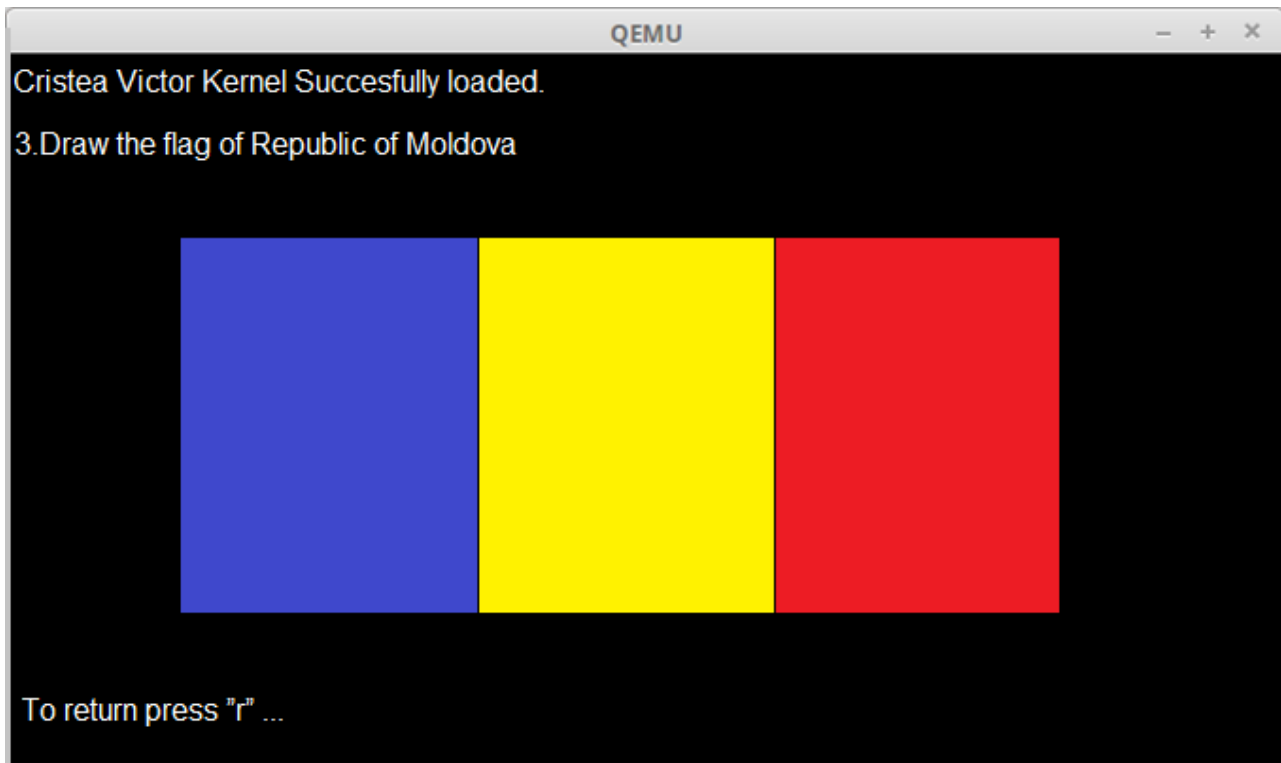 QEMU
Cristea Victor Kernel Succesfully loaded.
3.Draw the flag of Republic of Moldova
To return press ”r” ...